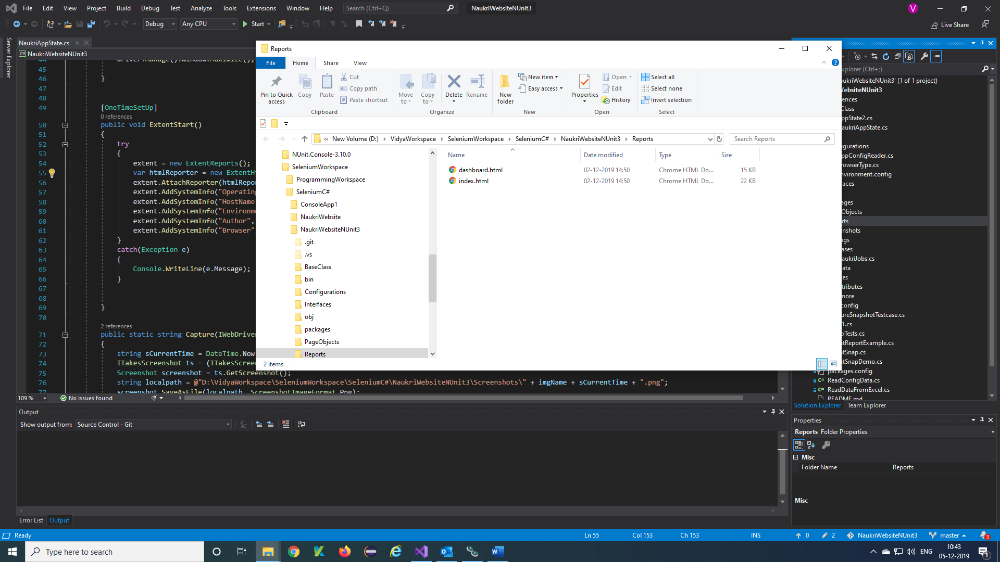 File Edit View Project Build Debug Test Analyze Tools Extensions Window Help Search (Ctrl+Q) NaukriWebsiteNUnit3 V
Debug Any CPU Start Live Share
Server Explorer
NaukriAppState.cs
NaukriWebsiteNUnit3
44 driver.Manage().Window.Maximize();
45
46 }
47
48
49 [OneTimeSetUp]
0 references
50 public void ExtentStart()
51 {
52 try
53 {
54 extent = new ExtentReports();
55 var htmlReporter = new ExtentH
56 extent.AttachReporter(htmlRepo
57 extent.AddSystemInfo("Operatin
58 extent.AddSystemInfo("HostName
59 extent.AddSystemInfo("Environm
60 extent.AddSystemInfo("Author",
61 extent.AddSystemInfo("Browser"
62 }
63 catch(Exception e)
64 {
65 Console.WriteLine(e.Message);
66 }
67
68
69 }
70
2 references
71 public static string Capture(IWebDrive
72 {
73 string sCurrentTime = DateTime.Now
74 ITakesScreenshot ts = (ITakesScree
75 Screenshot screenshot = ts.GetScreenshot();
76 string localpath = @"D:\VidyaWorkspace\SeleniumWorkspace\SeleniumC#\NaukriWebsiteNUnit3\Screenshots\" + imgName + sCurrentTime + ".png";
77 screenshot.SaveAsFile(localpath, ScreenshotImageFormat.Png);
109 % No issues found
Reports
File Home Share View
Pin to Quick access
Copy
Paste
Cut
Copy path
Paste shortcut
Clipboard
Move to
Copy to
Delete
Rename
Organize
New folder
New item
Easy access
New
Properties
Open
Edit
History
Open
Select all
Select none
Invert selection
Select
« New Volume (D:) › VidyaWorkspace › SeleniumWorkspace › SeleniumC# › NaukriWebsiteNUnit3 › Reports
Search Reports
NUnit.Console-3.10.0
SeleniumWorkspace
ProgrammingWorkspace
SeleniumC#
ConsoleApp1
NaukriWebsite
NaukriWebsiteNUnit3
.git
.vs
BaseClass
bin
Configurations
Interfaces
obj
packages
PageObjects
Reports
Name Date modified Type Size
dashboard.html 02-12-2019 14:50 Chrome HTML Do... 15 KB
index.html 02-12-2019 14:50 Chrome HTML Do... 22 KB
2 items
xplorer (Ctrl+;)
ukriWebsiteNUnit3' (1 of 1 project)
WebsiteNUnit3
ences
Class
ppState2.cs
aukriAppState.cs
igurations
ppConfigReader.cs
rowserType.cs
nvironment.config
faces
ages
Objects
rts
enshots
ngs
ases
aukriJobs.cs
ata
es
tributes
nore
config
ureSnapshotTestcase.cs
1.cs
oTests.cs
ntReportExample.cs
ntSnap.cs
ntSnapDemo.cs
packages.config
ReadConfigData.cs
ReadDataFromExcel.cs
README.md
Solution Explorer Team Explorer
Output
Show output from: Source Control - Git
Error List Output
Properties
Reports Folder Properties
Misc
Folder Name Reports
Misc
Ready Ln 55 Col 153 Ch 153 INS 0 2 NaukriWebsiteNUnit3 master 3
Type here to search
ENG
10:43
05-12-2019
1